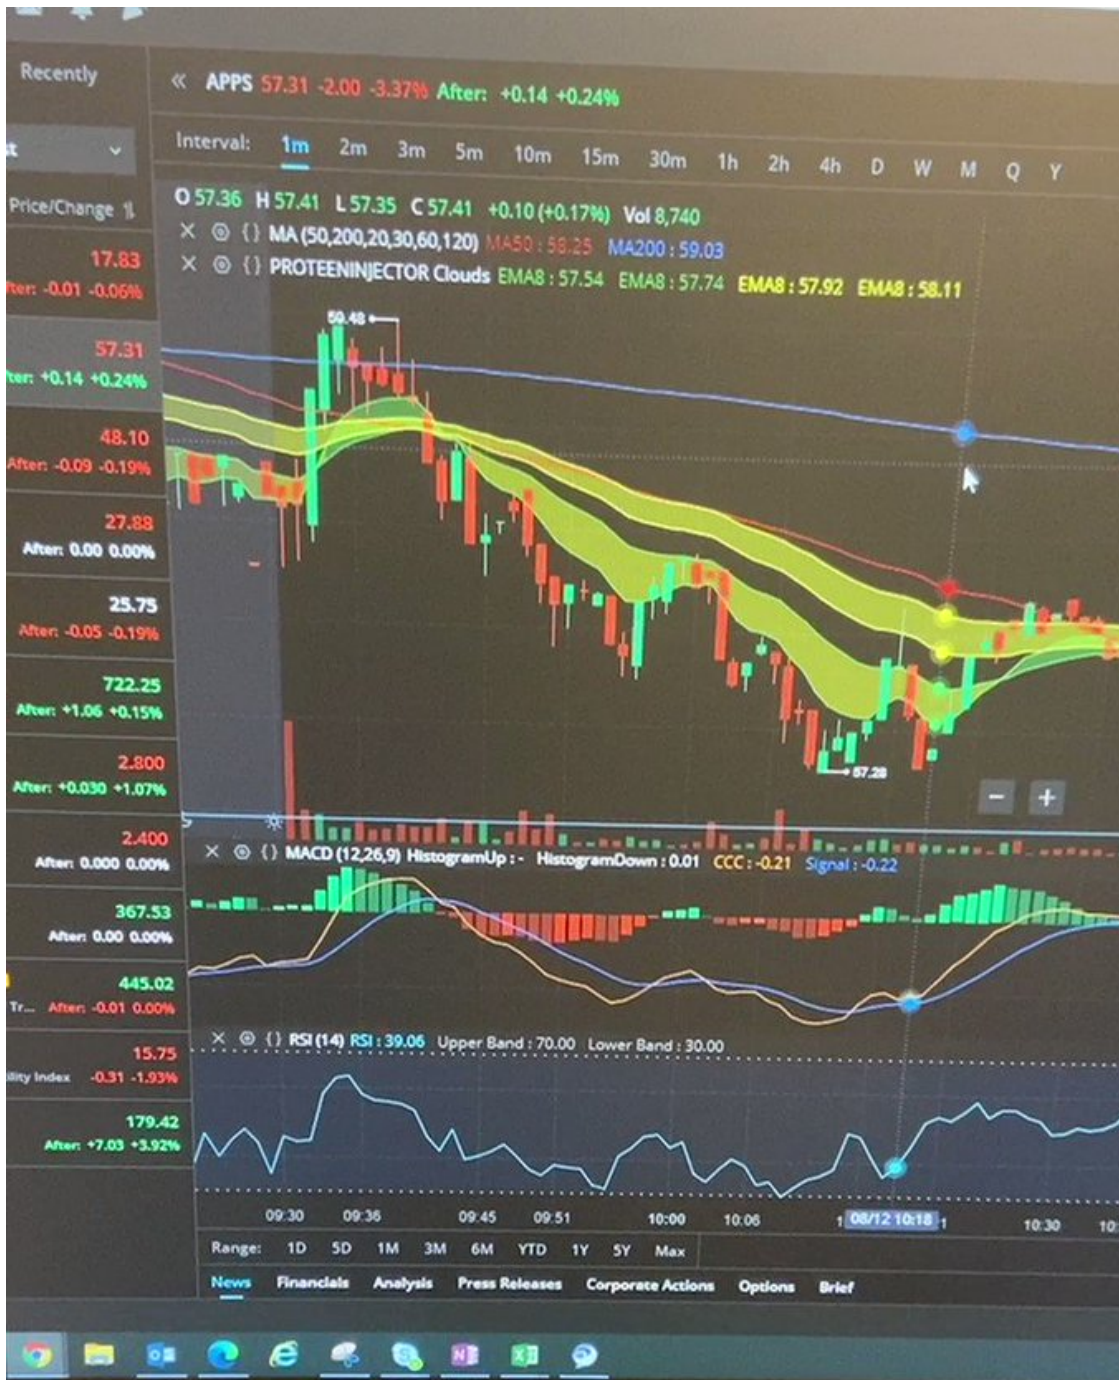 Recently
APPS 57.31 -2.00 -3.37% After: +0.14 +0.24%
st
Interval: 1m 2m 3m 5m 10m 15m 30m 1h 2h 4h D W M Q Y
Price/Change
O 57.36 H 57.41 L 57.35 C 57.41 +0.10 (+0.17%) Vol 8,740
MA (50,200,20,30,60,120) MA50 : 58.25 MA200 : 59.03
PROTEENINJECTOR Clouds EMA8 : 57.54 EMA8 : 57.74 EMA8 : 57.92 EMA8 : 58.11
17.83
fter: -0.01 -0.06%
59.48
57.31
fter: +0.14 +0.24%
48.10
After: -0.09 -0.19%
27.88
After: 0.00 0.00%
T
25.75
After: -0.05 -0.19%
722.25
After: +1.06 +0.15%
2.800
After: +0.030 +1.07%
57.28
2.400
After: 0.000 0.00%
MACD (12,26,9) HistogramUp : - HistogramDown : 0.01 CCC : -0.21 Signal : -0.22
367.53
After: 0.00 0.00%
445.02
Tr... After: -0.01 0.00%
RSI (14) RSI : 39.06 Upper Band : 70.00 Lower Band : 30.00
15.75
ility Index -0.31 -1.93%
179.42
After: +7.03 +3.92%
09:30 09:36 09:45 09:51 10:00 10:06 1 08/12 10:18 1 10:30 10:
Range: 1D 5D 1M 3M 6M YTD 1Y 5Y Max
News Financials Analysis Press Releases Corporate Actions Options Brief